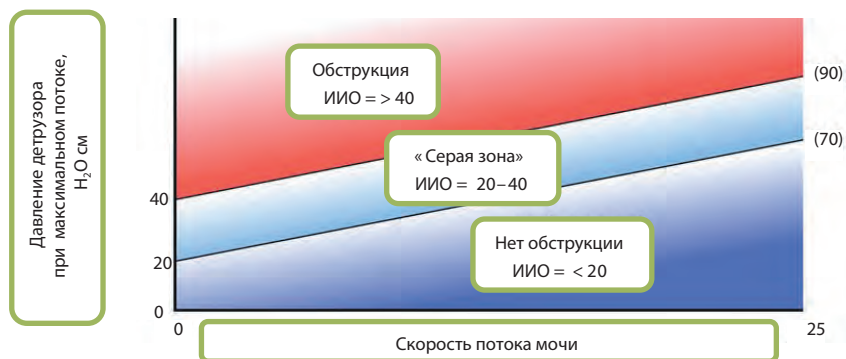 Давление детрузора
при максимальном потоке,
H₂O см
Обструкция
ИИО = > 40
(90)
« Серая зона»
ИИО = 20–40
(70)
40
Нет обструкции
ИИО = < 20
20
0
0
Скорость потока мочи
25